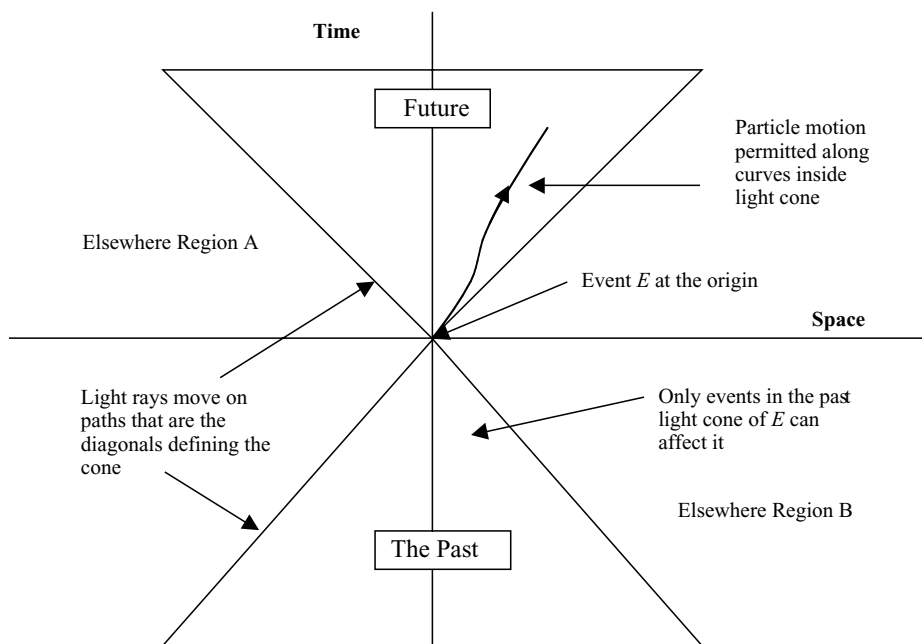 Time
Future
Particle motion
permitted along
curves inside
light cone
Elsewhere Region A
Event E at the origin
Space
Light rays move on
paths that are the
diagonals defining the
cone
Only events in the past
light cone of E can
affect it
Elsewhere Region B
The Past